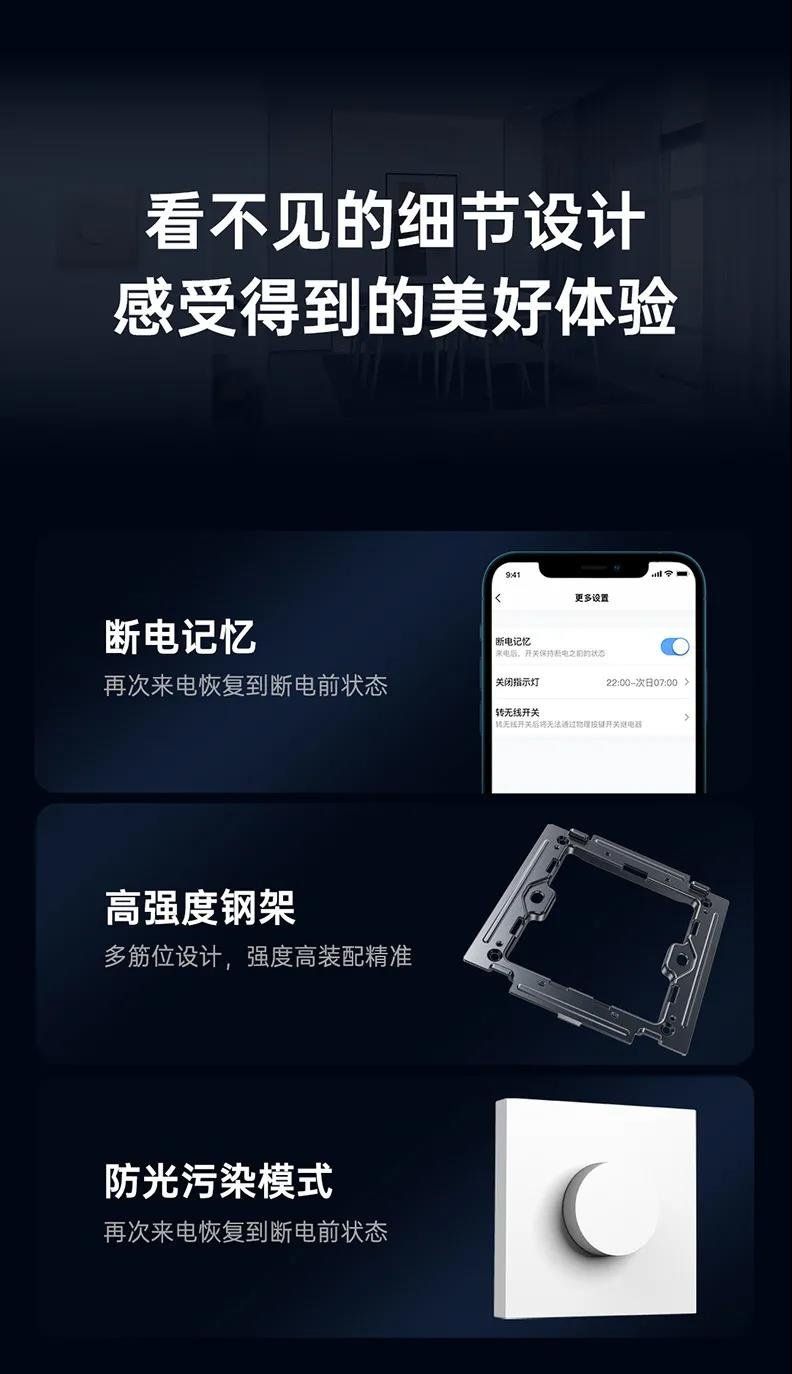 看不见的细节设计
感受得到的美好体验
断电记忆
再次来电恢复到断电前状态
9:41
更多设置
断电记忆
来电后，开关保持断电之前的状态
关闭指示灯 22:00-次日07:00
转无线开关
转无线开关后将无法通过物理按键开关继电器
高强度钢架
多筋位设计，强度高装配精准
防光污染模式
再次来电恢复到断电前状态